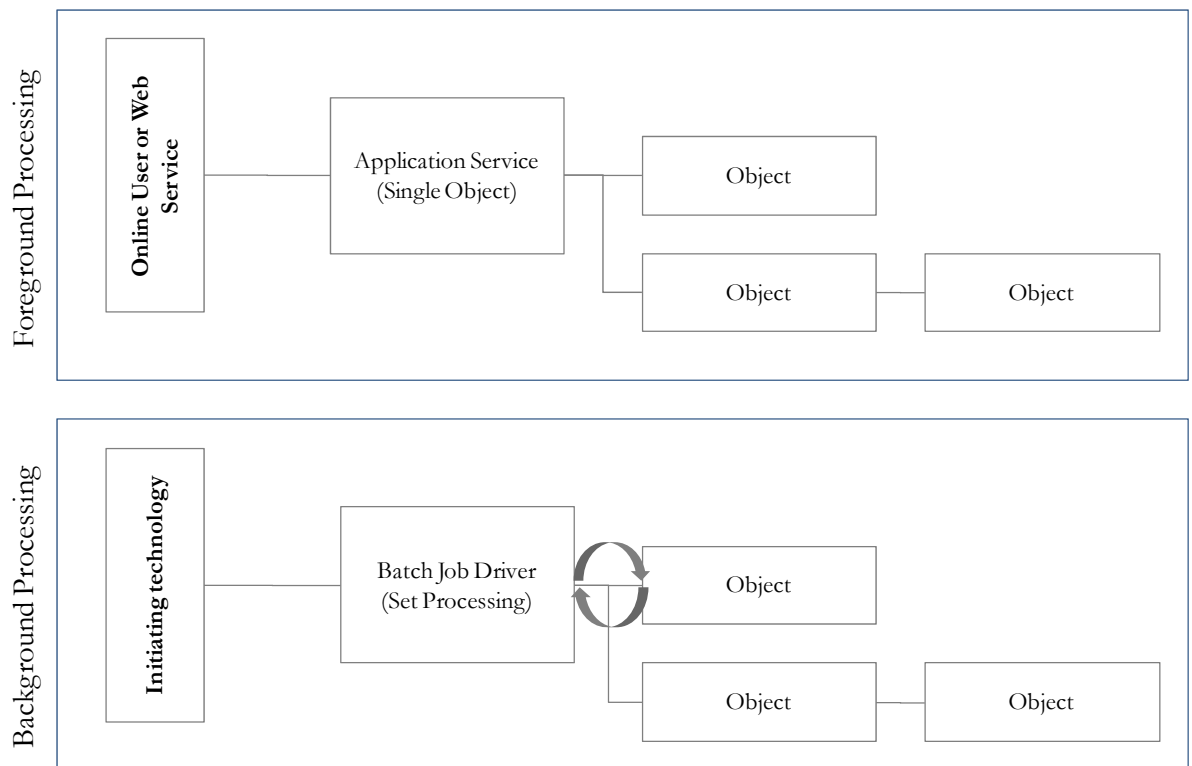 Foreground Processing
Online User or Web
Service
Application Service
(Single Object)
Object
Object
Object
Background Processing
Initiating technology
Batch Job Driver
(Set Processing)
Object
Object
Object